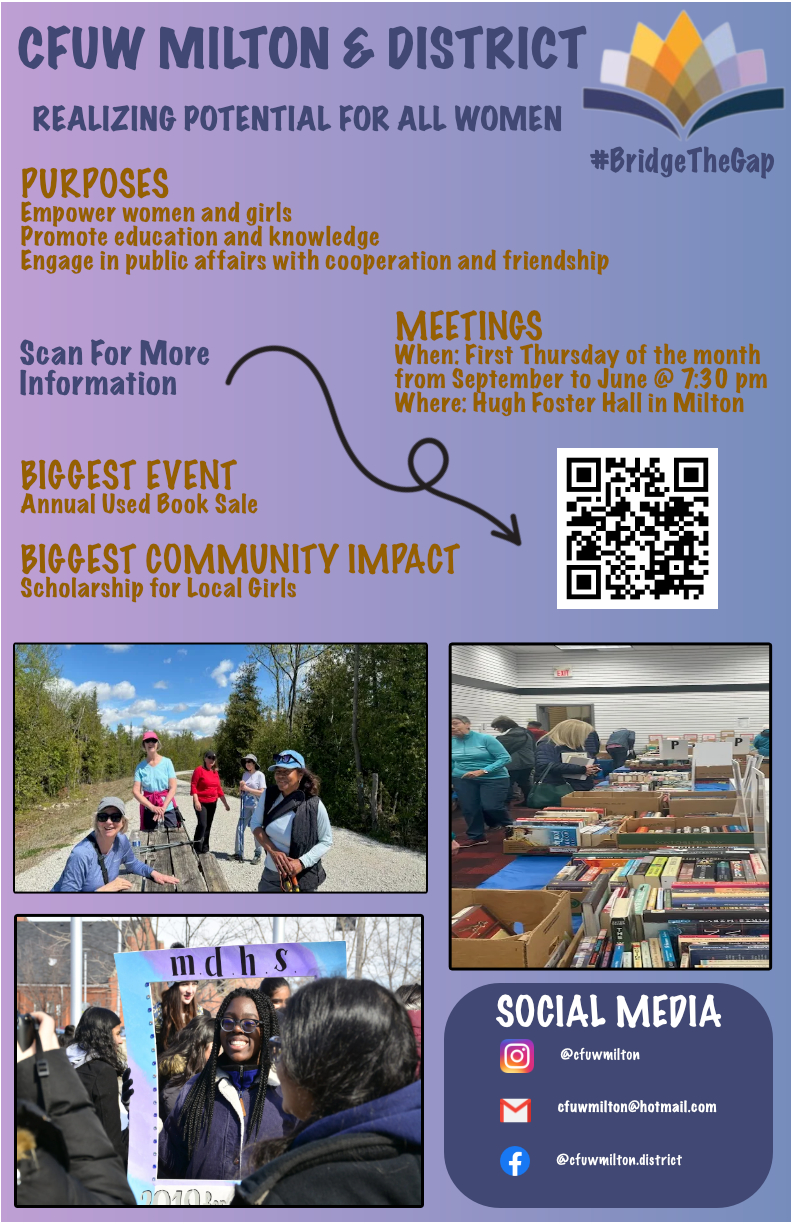 CFUW MILTON & DISTRICT
REALIZING POTENTIAL FOR ALL WOMEN
#BridgeTheGap
PURPOSES
Empower women and girls
Promote education and knowledge
Engage in public affairs with cooperation and friendship
MEETINGS
When: First Thursday of the month
from September to June @ 7:30 pm
Where: Hugh Foster Hall in Milton
Scan For More
Information
BIGGEST EVENT
Annual Used Book Sale
BIGGEST COMMUNITY IMPACT
Scholarship for Local Girls
EXIT
P
P
m.d.h.s.
2019
SOCIAL MEDIA
@cfuwmilton
cfuwmilton@hotmail.com
@cfuwmilton.district